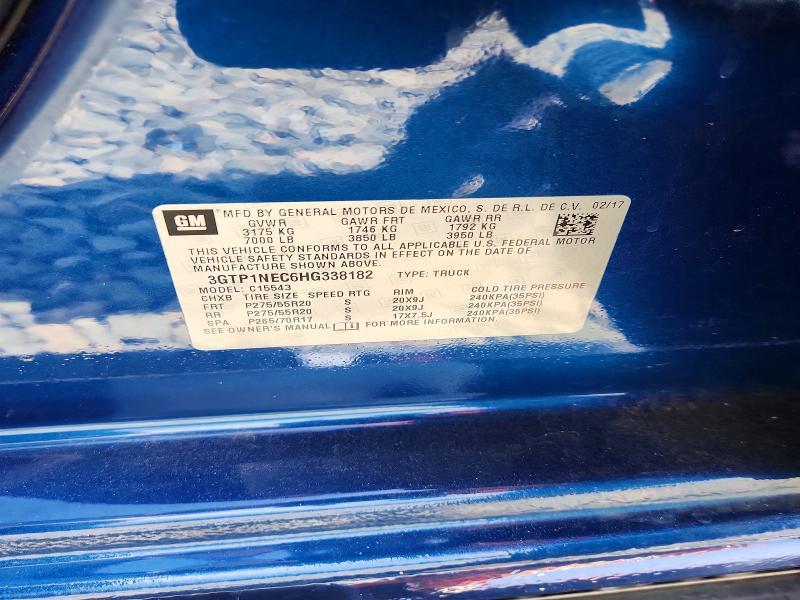 GM MFD BY GENERAL MOTORS DE MEXICO, S. DE R.L. DE C.V. 02/17
GVWR GAWR FRT GAWR RR
3175 KG 1746 KG 1792 KG
7000 LB 3850 LB 3950 LB
THIS VEHICLE CONFORMS TO ALL APPLICABLE U.S. FEDERAL MOTOR
VEHICLE SAFETY STANDARDS IN EFFECT ON THE DATE OF
MANUFACTURE SHOWN ABOVE.
3GTP1NEC6HG338182 TYPE: TRUCK
MODEL: C15543
CHXB TIRE SIZE SPEED RTG RIM COLD TIRE PRESSURE
FRT P275/55R20 S 20X9J 240KPA(35PSI)
RR P275/55R20 S 20X9J 240KPA(35PSI)
SPA P265/70R17 S 17X7.5J 240KPA(35PSI)
SEE OWNER'S MANUAL FOR MORE INFORMATION.